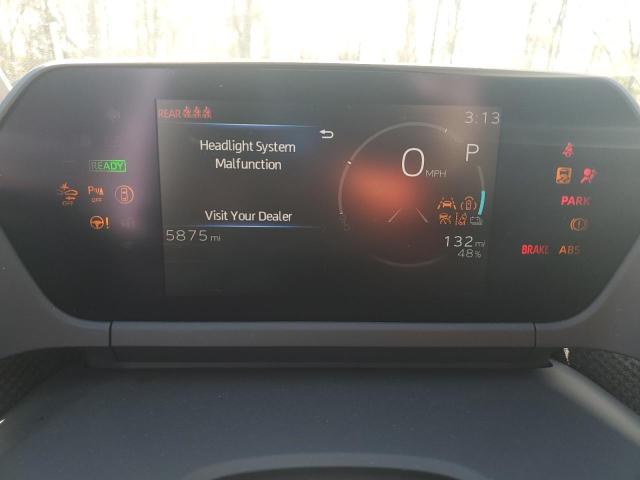 REAR
3:13
Headlight System
Malfunction
READY
P
0 MPH
OFF
OFF
PARK
Visit Your Dealer
5875 mi
132 mi
48%
BRAKE ABS